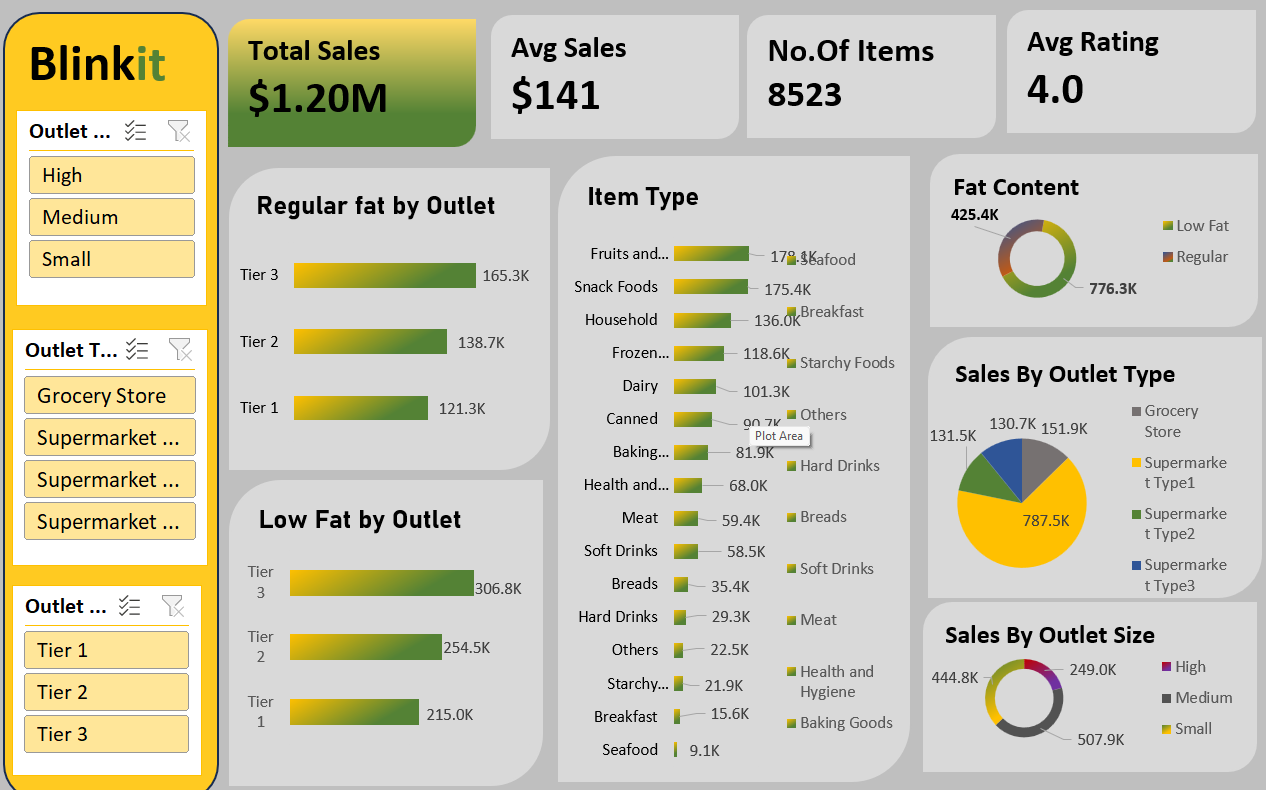 Blinkit
Outlet ...
High
Medium
Small
Outlet T...
Grocery Store
Supermarket ...
Supermarket ...
Supermarket ...
Outlet ...
Tier 1
Tier 2
Tier 3
Total Sales
$1.20M
Avg Sales
$141
No.Of Items
8523
Avg Rating
4.0
Regular fat by Outlet
Tier 3 165.3K
Tier 2 138.7K
Tier 1 121.3K
Low Fat by Outlet
Tier
3
306.8K
Tier
2
254.5K
Tier
1
215.0K
Item Type
Fruits and... 178.1K
Snack Foods 175.4K
Household 136.0K
Frozen... 118.6K
Dairy 101.3K
Canned 90.7K
Plot Area
Baking... 81.9K
Health and... 68.0K
Meat 59.4K
Soft Drinks 58.5K
Breads 35.4K
Hard Drinks 29.3K
Others 22.5K
Starchy... 21.9K
Breakfast 15.6K
Seafood 9.1K
Seafood
Breakfast
Starchy Foods
Others
Hard Drinks
Breads
Soft Drinks
Meat
Health and
Hygiene
Baking Goods
Fat Content
425.4K
776.3K
Low Fat
Regular
Sales By Outlet Type
131.5K
130.7K
151.9K
787.5K
Grocery
Store
Supermarke
t Type1
Supermarke
t Type2
Supermarke
t Type3
Sales By Outlet Size
444.8K
249.0K
507.9K
High
Medium
Small